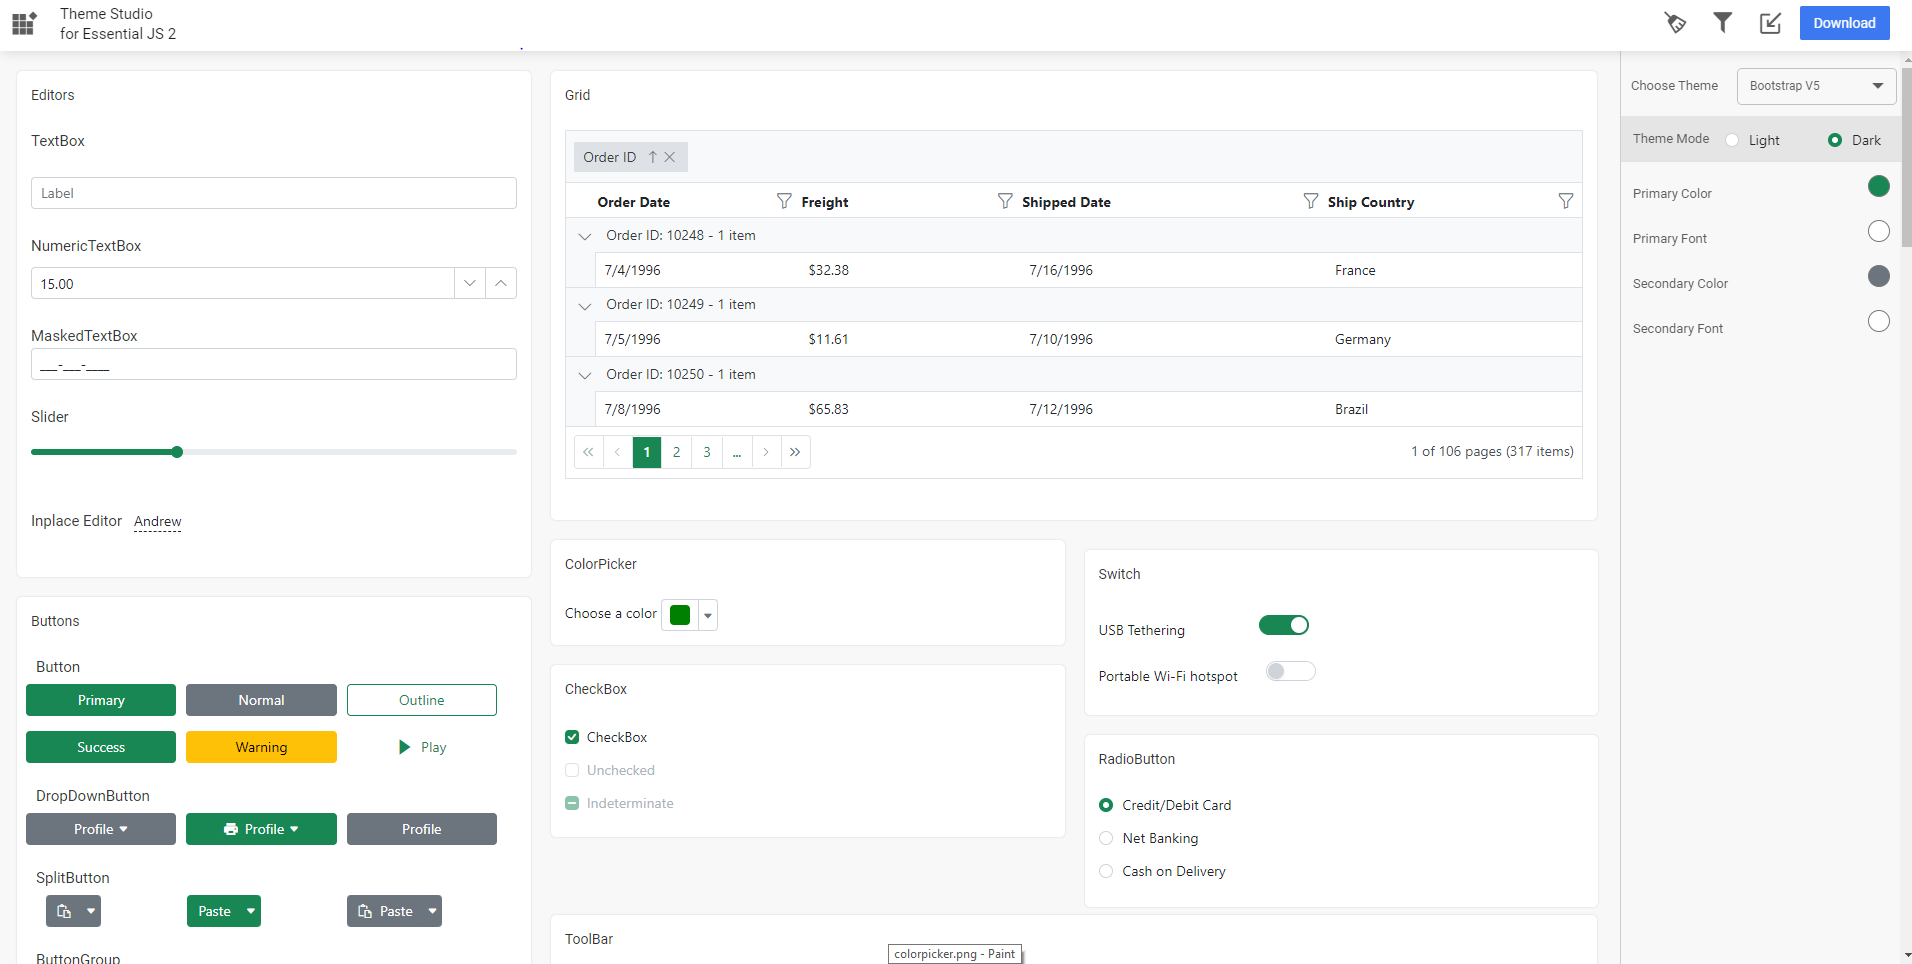 Theme Studio
for Essential JS 2
Download
Editors
TextBox
Label
NumericTextBox
15.00
MaskedTextBox
___-___-____
Slider
Inplace Editor Andrew
Buttons
Button
Primary Normal Outline
Success Warning Play
DropDownButton
Profile Profile Profile
SplitButton
Paste Paste
ButtonGroup
Grid
Order ID
Order Date Freight Shipped Date Ship Country
Order ID: 10248 - 1 item
7/4/1996 $32.38 7/16/1996 France
Order ID: 10249 - 1 item
7/5/1996 $11.61 7/10/1996 Germany
Order ID: 10250 - 1 item
7/8/1996 $65.83 7/12/1996 Brazil
1 2 3 ... 1 of 106 pages (317 items)
ColorPicker
Choose a color
CheckBox
CheckBox
Unchecked
Indeterminate
Switch
USB Tethering
Portable Wi-Fi hotspot
RadioButton
Credit/Debit Card
Net Banking
Cash on Delivery
ToolBar
colorpicker.png - Paint
Choose Theme Bootstrap V5
Theme Mode Light Dark
Primary Color
Primary Font
Secondary Color
Secondary Font